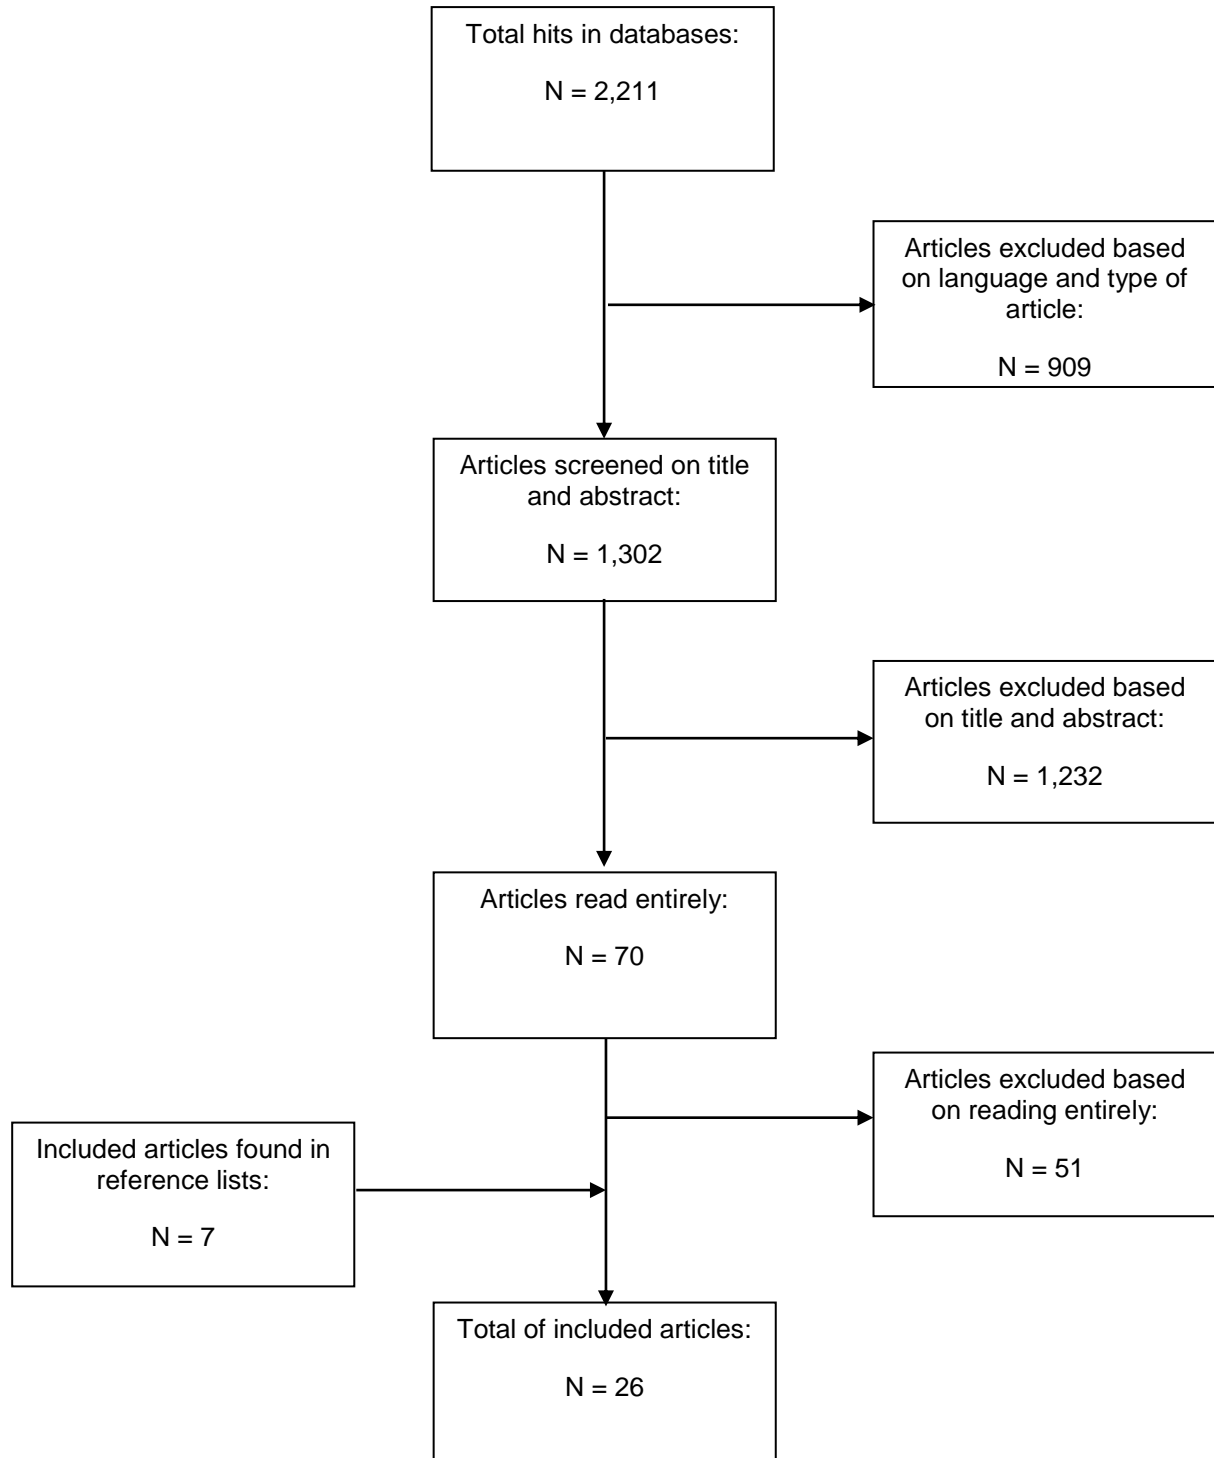 Total hits in databases:
N = 2,211
Articles excluded based
on language and type of
article:
N = 909
Articles screened on title
and abstract:
N = 1,302
Articles excluded based
on title and abstract:
N = 1,232
Articles read entirely:
N = 70
Articles excluded based
on reading entirely:
N = 51
Included articles found in
reference lists:
N = 7
Total of included articles:
N = 26